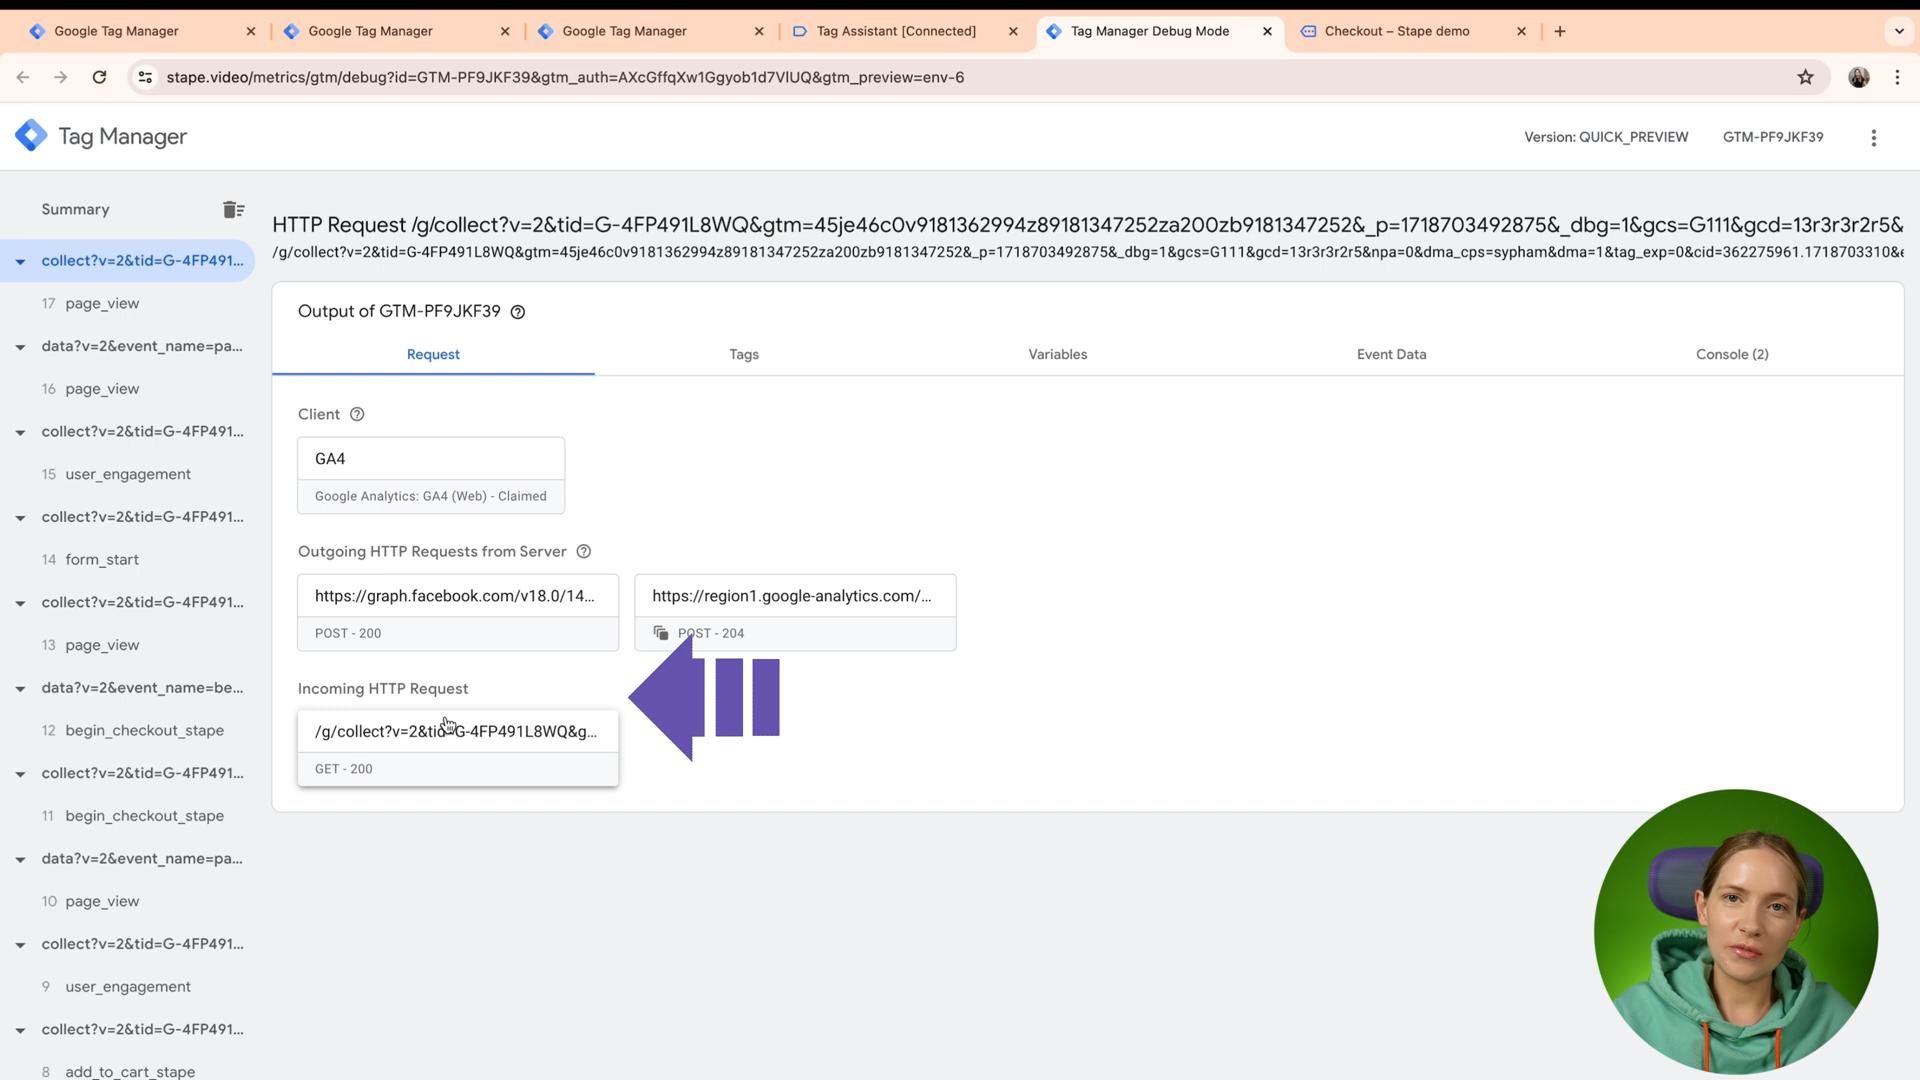 Google Tag Manager
Google Tag Manager
Google Tag Manager
Tag Assistant [Connected]
Tag Manager Debug Mode
Checkout – Stape demo
stape.video/metrics/gtm/debug?id=GTM-PF9JKF39&gtm_auth=AXcGffqXw1Ggyob1d7VlUQ&gtm_preview=env-6
Tag Manager
Version: QUICK_PREVIEW
GTM-PF9JKF39
Summary
collect?v=2&tid=G-4FP491...
17 page_view
data?v=2&event_name=pa...
16 page_view
collect?v=2&tid=G-4FP491...
15 user_engagement
collect?v=2&tid=G-4FP491...
14 form_start
collect?v=2&tid=G-4FP491...
13 page_view
data?v=2&event_name=be...
12 begin_checkout_stape
collect?v=2&tid=G-4FP491...
11 begin_checkout_stape
data?v=2&event_name=pa...
10 page_view
collect?v=2&tid=G-4FP491...
9 user_engagement
collect?v=2&tid=G-4FP491...
8 add_to_cart_stape
HTTP Request /g/collect?v=2&tid=G-4FP491L8WQ&gtm=45je46c0v9181362994z89181347252za200zb9181347252&_p=1718703492875&_dbg=1&gcs=G111&gcd=13r3r3r2r5&
/g/collect?v=2&tid=G-4FP491L8WQ&gtm=45je46c0v9181362994z89181347252za200zb9181347252&_p=1718703492875&_dbg=1&gcs=G111&gcd=13r3r3r2r5&npa=0&dma_cps=sypham&dma=1&tag_exp=0&cid=362275961.1718703310&e
Output of GTM-PF9JKF39
Request
Tags
Variables
Event Data
Console (2)
Client
GA4
Google Analytics: GA4 (Web) - Claimed
Outgoing HTTP Requests from Server
https://graph.facebook.com/v18.0/14...
POST - 200
https://region1.google-analytics.com/...
POST - 204
Incoming HTTP Request
/g/collect?v=2&tid=G-4FP491L8WQ&g...
GET - 200